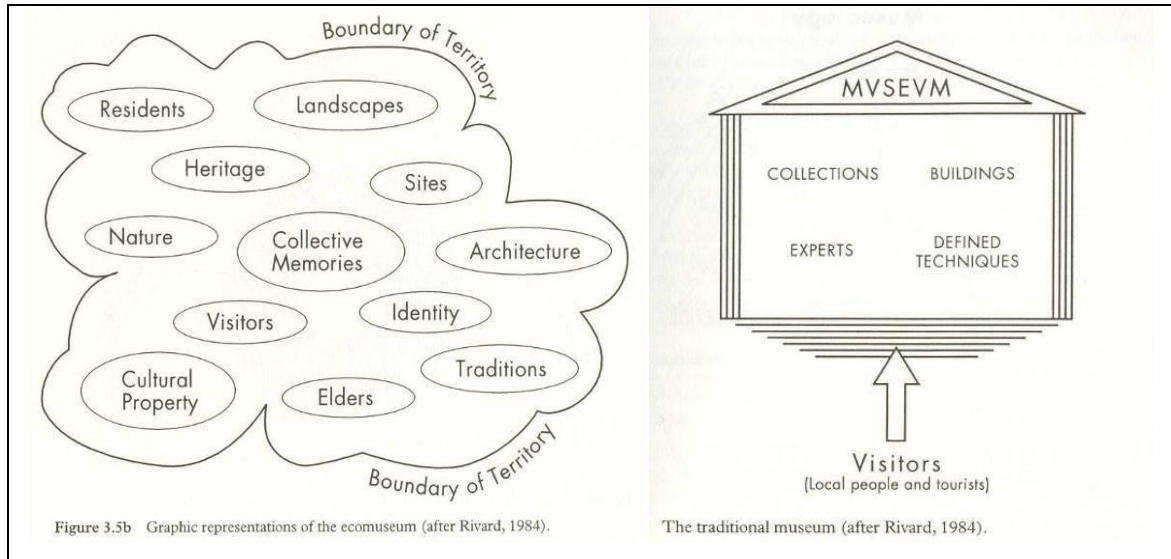 Boundary of Territory
Residents
Landscapes
Heritage
Sites
Nature
Collective
Memories
Architecture
Visitors
Identity
Cultural
Property
Elders
Traditions
Boundary of Territory
Figure 3.5b Graphic representations of the ecomuseum (after Rivard, 1984).
MVSEVM
COLLECTIONS
BUILDINGS
EXPERTS
DEFINED
TECHNIQUES
Visitors
(Local people and tourists)
The traditional museum (after Rivard, 1984).